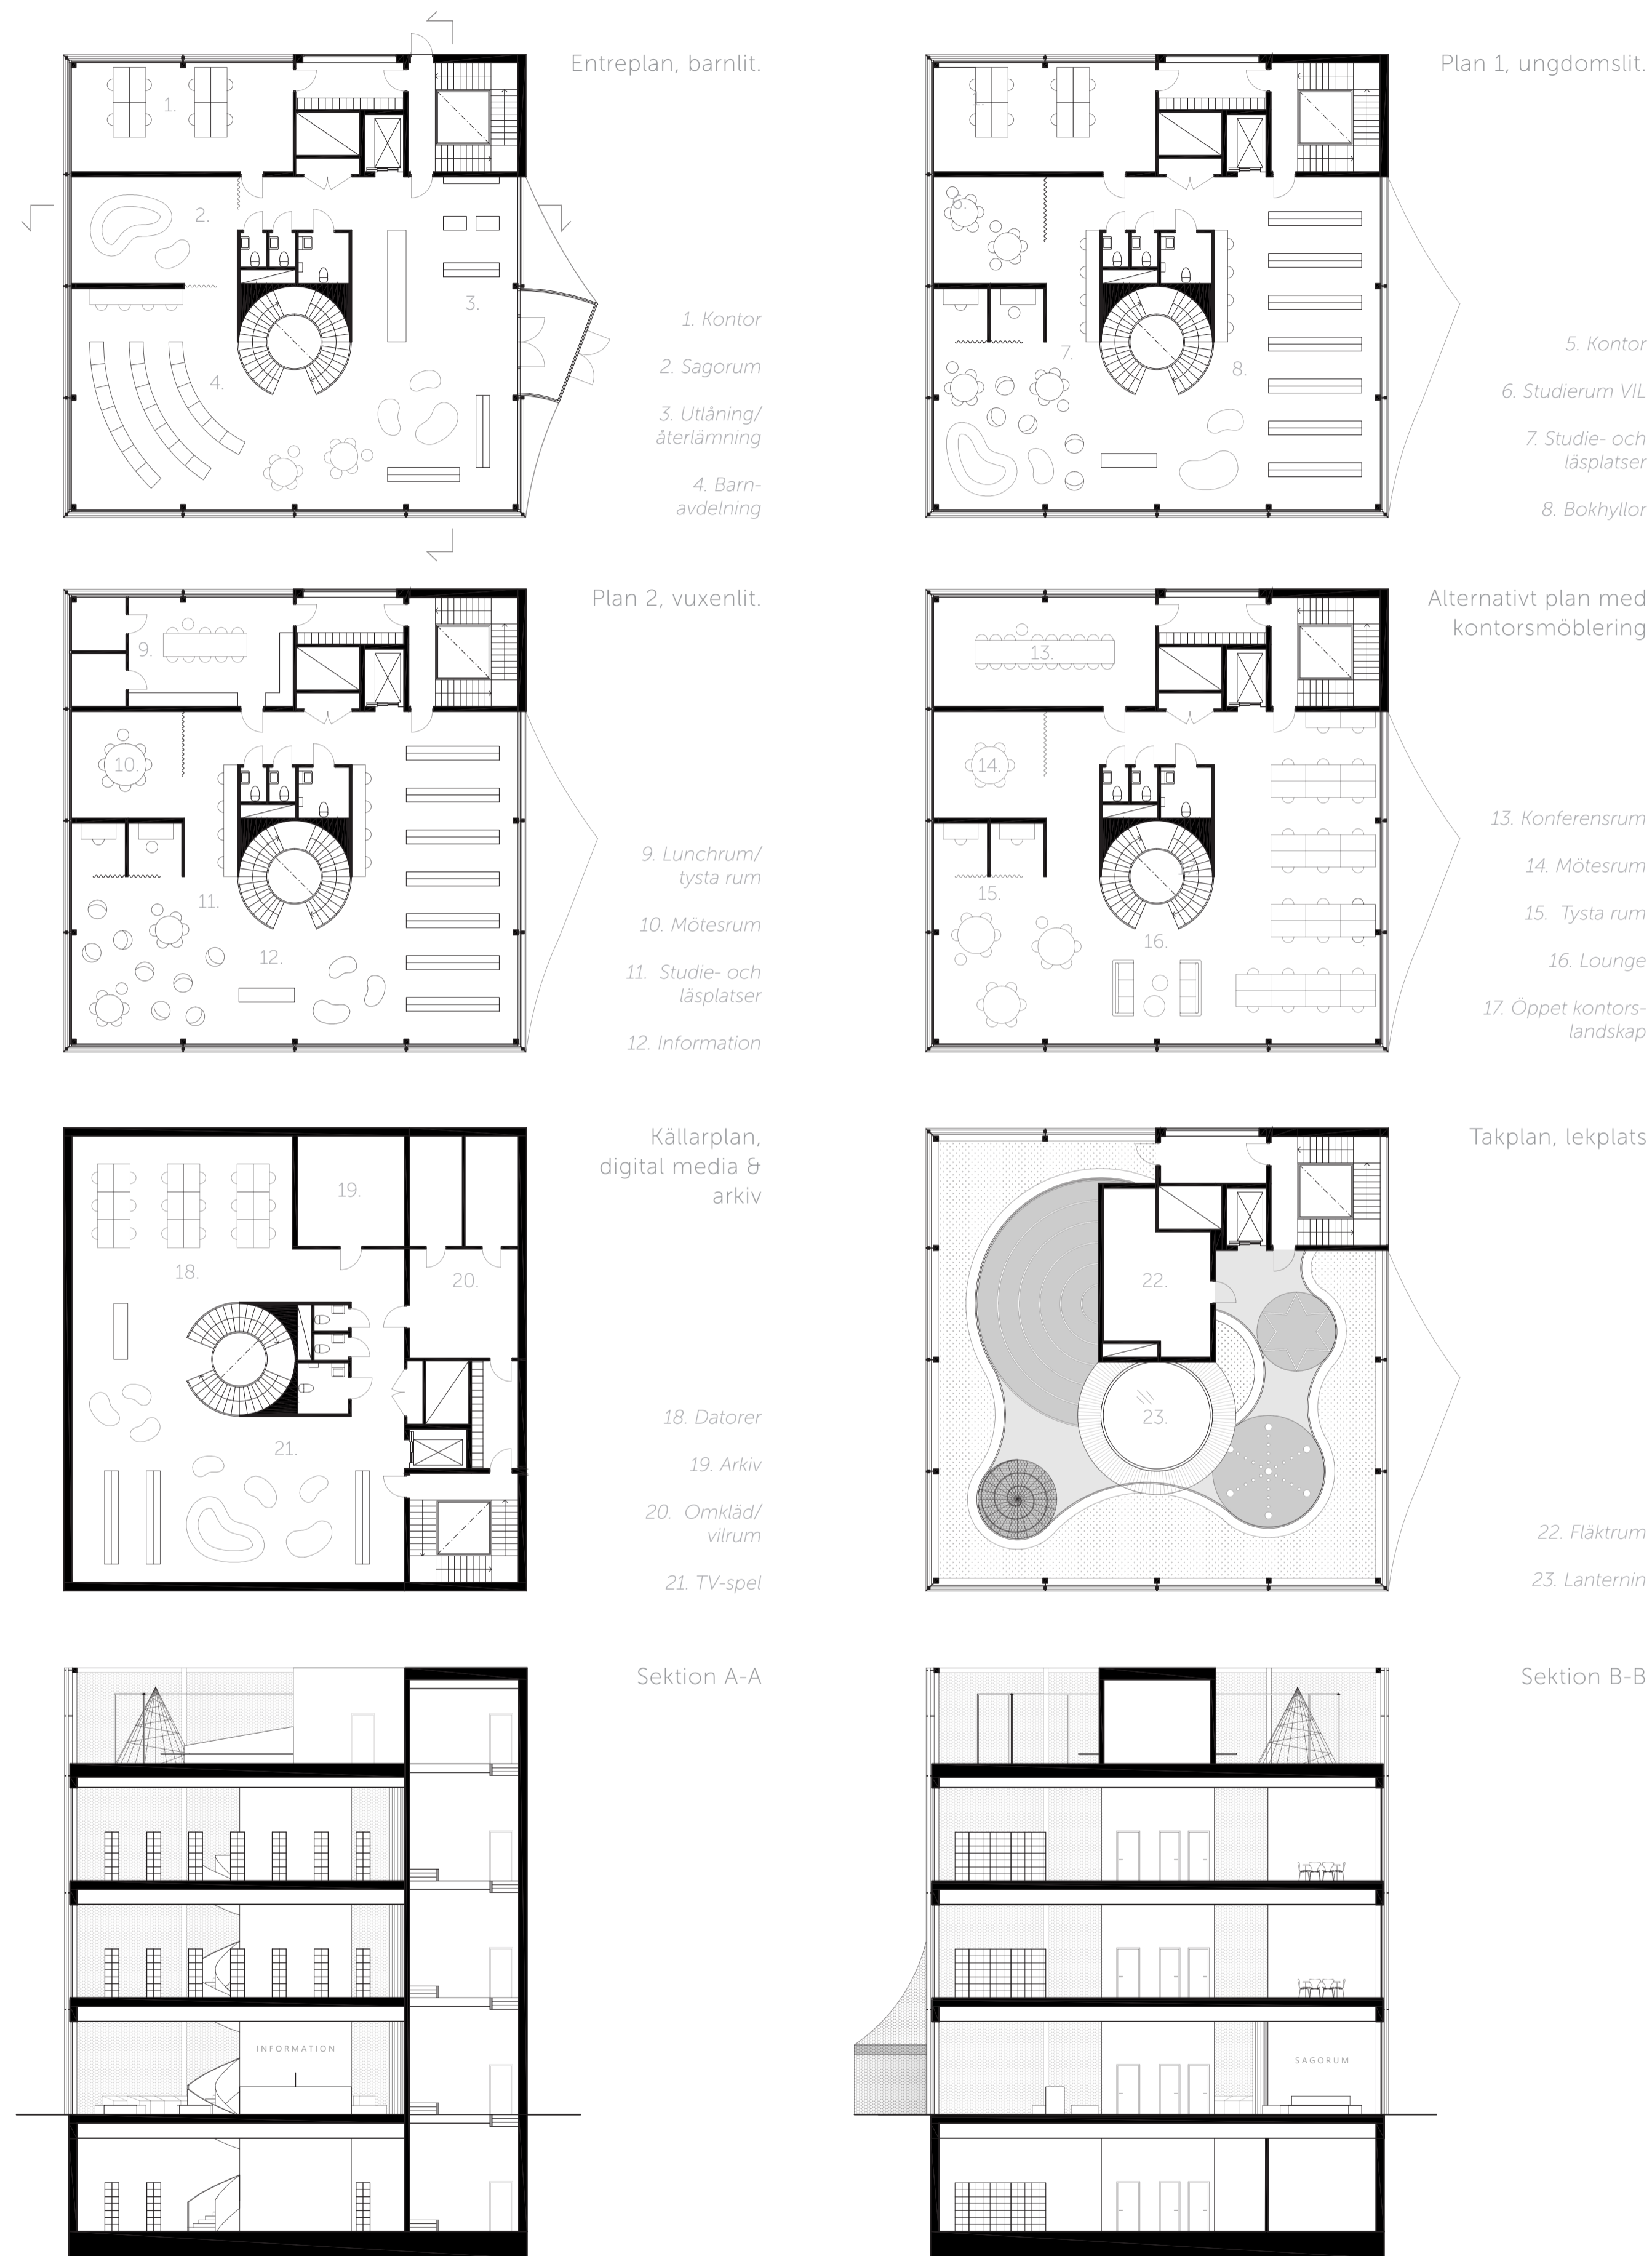 Entreplan, barnlit.
1.
2.
3.
4.
1. Kontor
2. Sagorum
3. Utlåning/
återlämning
4. Barn-
avdelning
Plan 1, ungdomslit.
7.
8.
5. Kontor
6. Studierum VIL
7. Studie- och
läsplatser
8. Bokhyllor
Plan 2, vuxenlit.
9.
10.
11.
12.
9. Lunchrum/
tysta rum
10. Mötesrum
11. Studie- och
läsplatser
12. Information
Alternativt plan med
kontorsmöblering
13.
14.
15.
16.
13. Konferensrum
14. Mötesrum
15. Tysta rum
16. Lounge
17. Öppet kontors-
landskap
Källarplan,
digital media &
arkiv
18.
19.
20.
21.
18. Datorer
19. Arkiv
20. Omkläd/
vilrum
21. TV-spel
Takplan, lekplats
22.
23.
22. Fläktrum
23. Lanternin
Sektion A-A
INFORMATION
Sektion B-B
SAGORUM